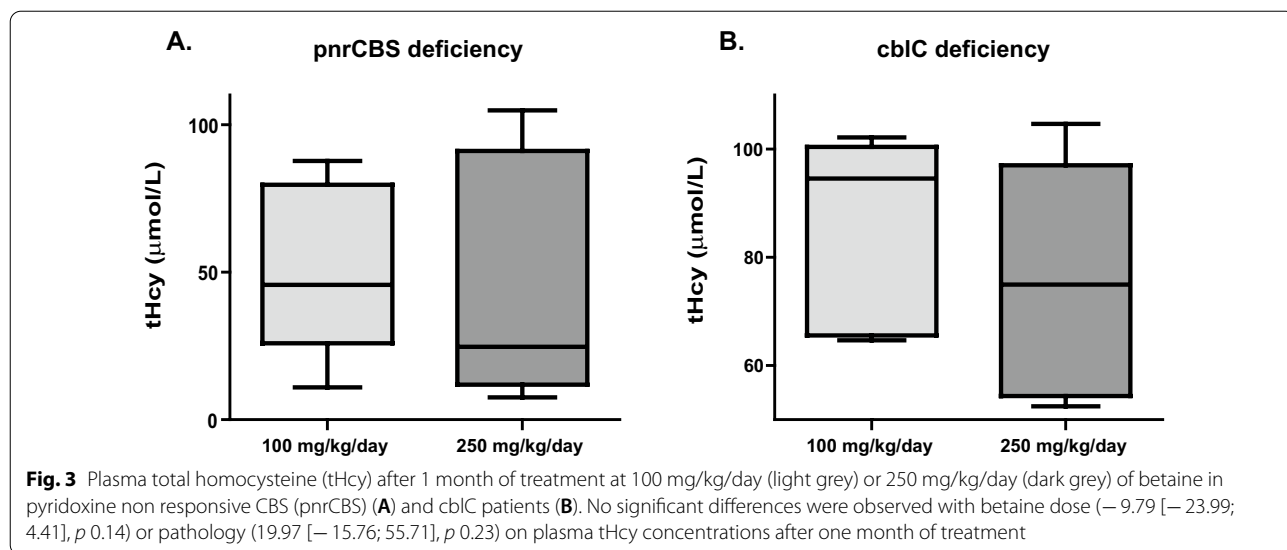 A.
pnrCBS deficiency
tHcy (μmol/L)
100
50
0
100 mg/kg/day
250 mg/kg/day
B.
cblC deficiency
tHcy (μmol/L)
100
80
60
100 mg/kg/day
250 mg/kg/day
Fig. 3 Plasma total homocysteine (tHcy) after 1 month of treatment at 100 mg/kg/day (light grey) or 250 mg/kg/day (dark grey) of betaine in
pyridoxine non responsive CBS (pnrCBS) (A) and cblC patients (B). No significant differences were observed with betaine dose (− 9.79 [− 23.99;
4.41], p 0.14) or pathology (19.97 [− 15.76; 55.71], p 0.23) on plasma tHcy concentrations after one month of treatment